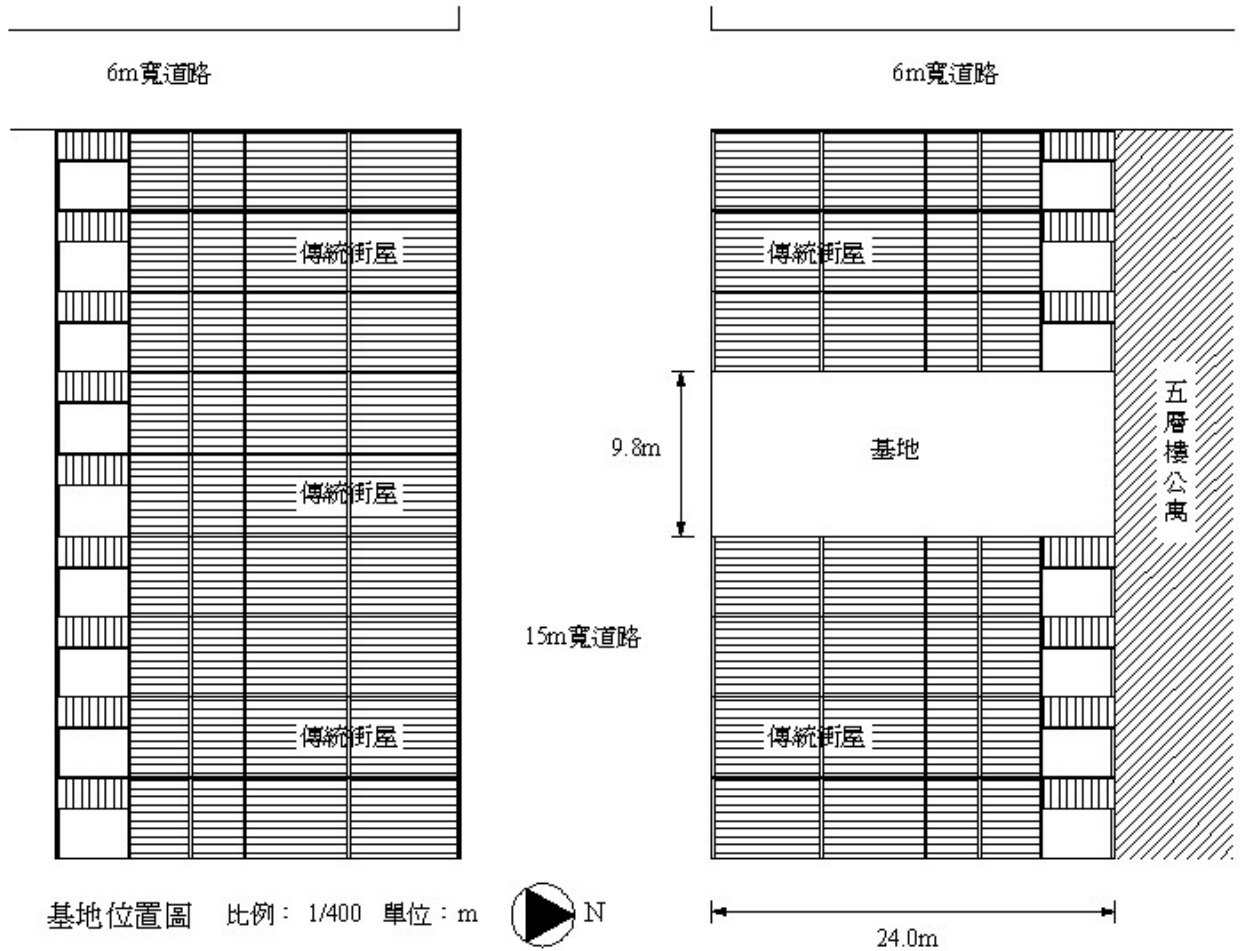 6m寬道路
6m寬道路
傳統街屋
傳統街屋
9.8m
基地
五層樓公寓
傳統街屋
15m寬道路
傳統街屋
傳統街屋
基地位置圖 比例：1/400 單位：m
N
24.0m